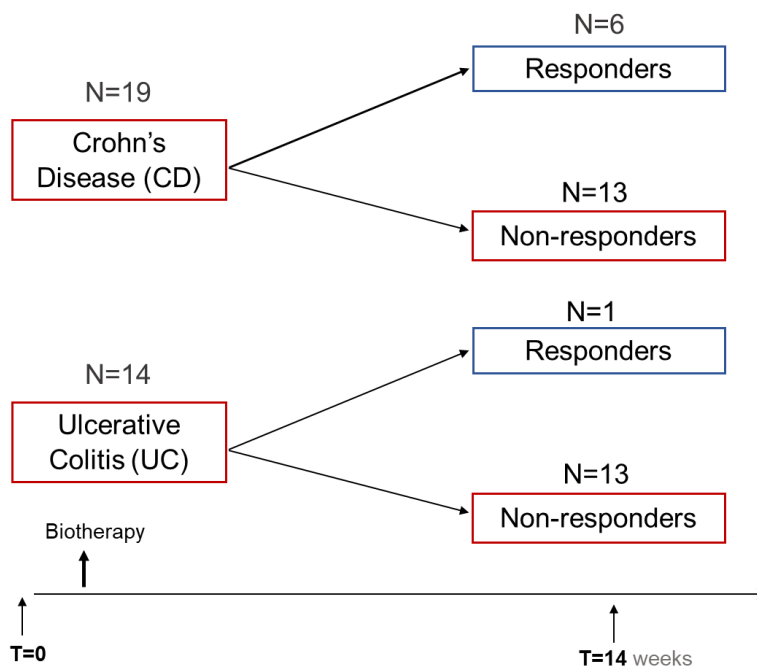 N=6
Responders
N=19
Crohn's
Disease (CD)
N=13
Non-responders
N=1
Responders
N=14
Ulcerative
Colitis (UC)
N=13
Non-responders
Biotherapy
T=0
T=14 weeks